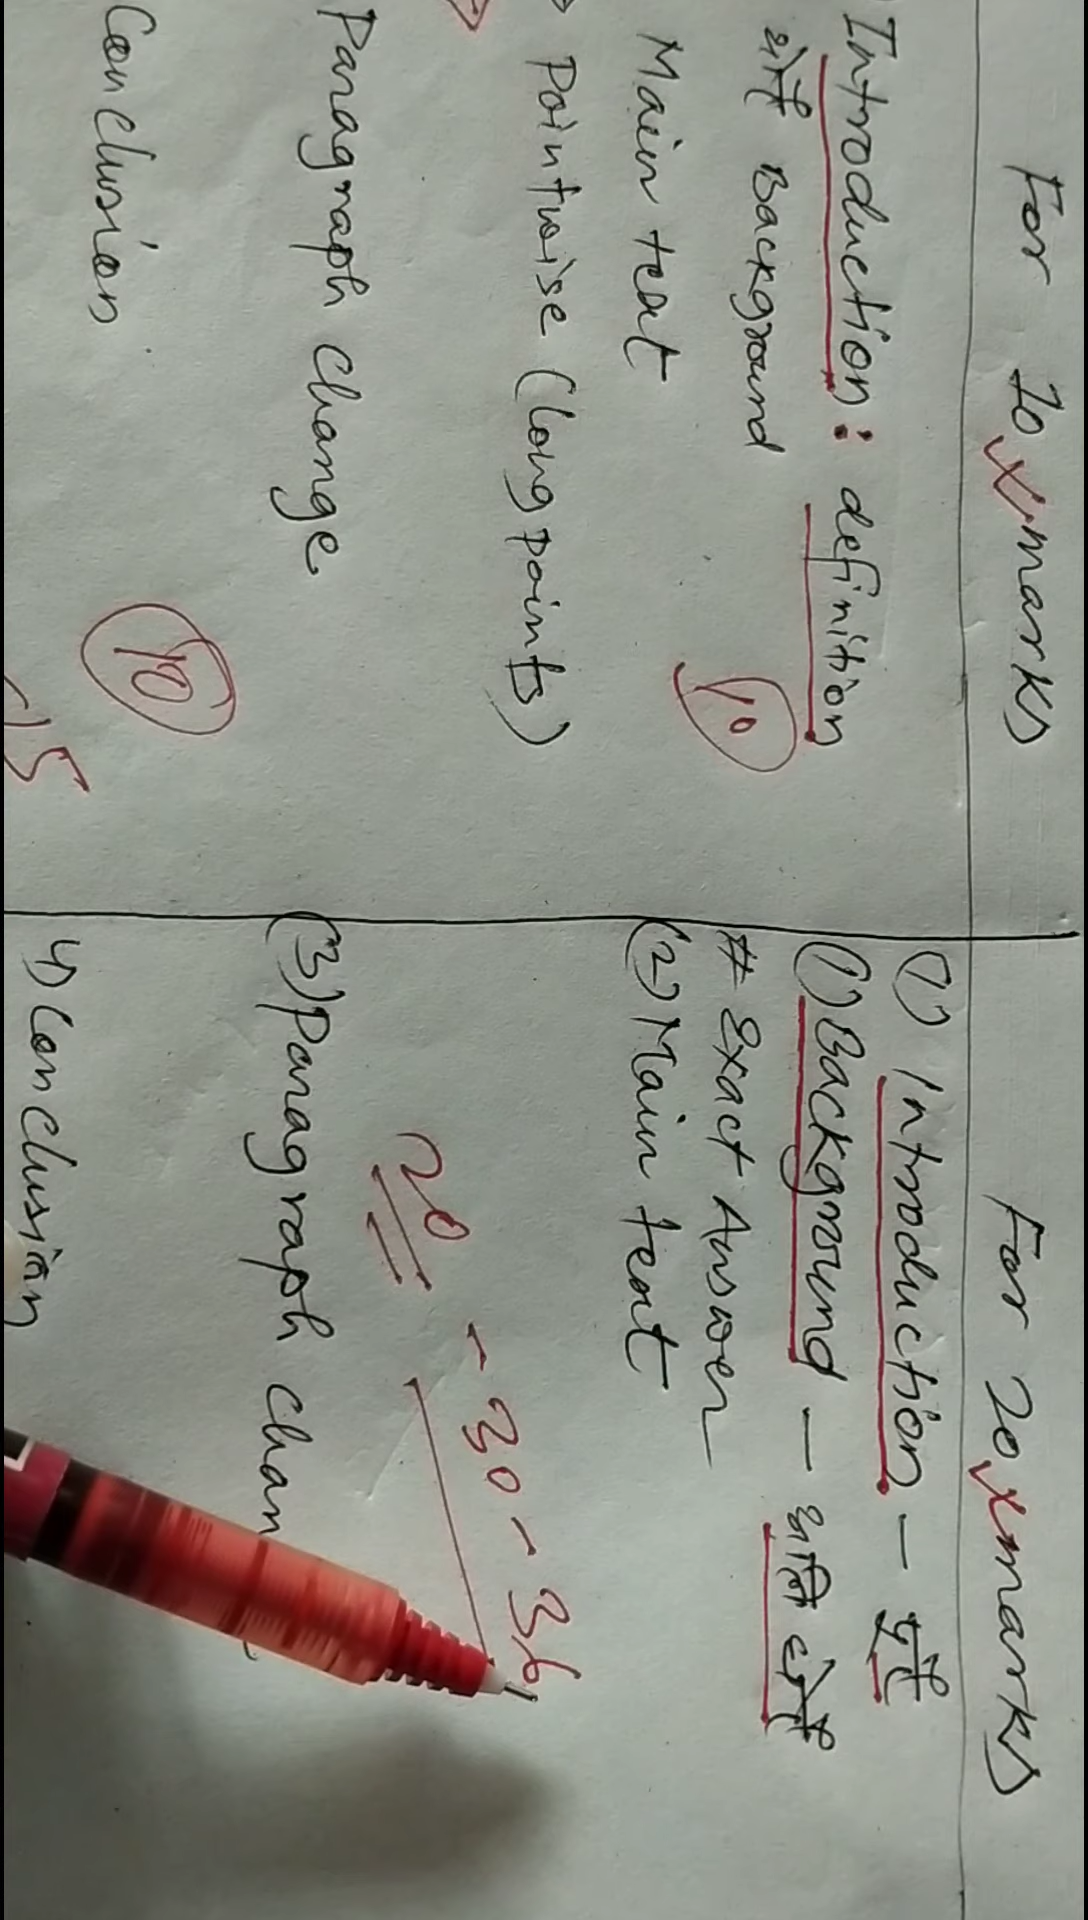 For 10 marks
Introduction: definition
Background
Main text
10
Pointwise (Long points)
Paragraph Change
10
Conclusion
15
For 20 marks
(1) Introduction –
(1) Background –
# Exact Answer
(2) Main text
20 - 30 - 36
(3) Paragraph chan
4) Conclusion